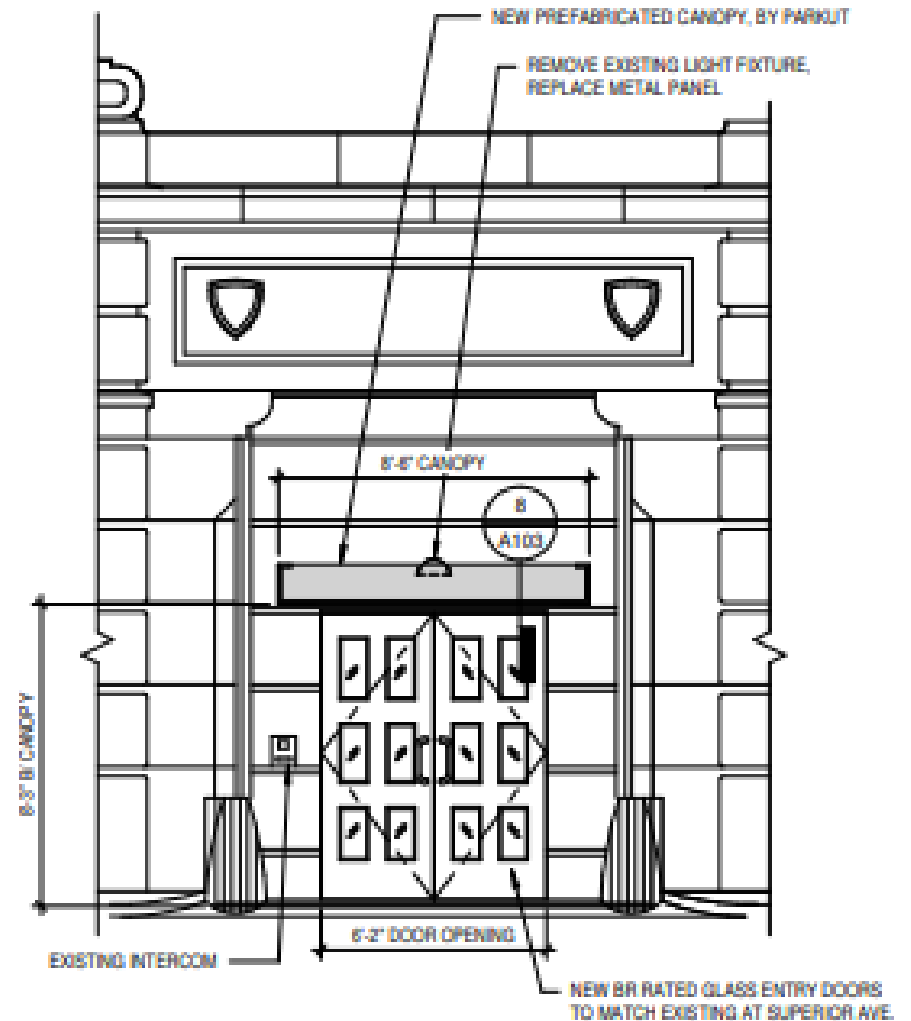 NEW PREFABRICATED CANOPY, BY PARKUT
REMOVE EXISTING LIGHT FIXTURE,
REPLACE METAL PANEL
8'-6" CANOPY
8
A103
8'-3" B/ CANOPY
6'-2" DOOR OPENING
EXISTING INTERCOM
NEW BR RATED GLASS ENTRY DOORS
TO MATCH EXISTING AT SUPERIOR AVE.